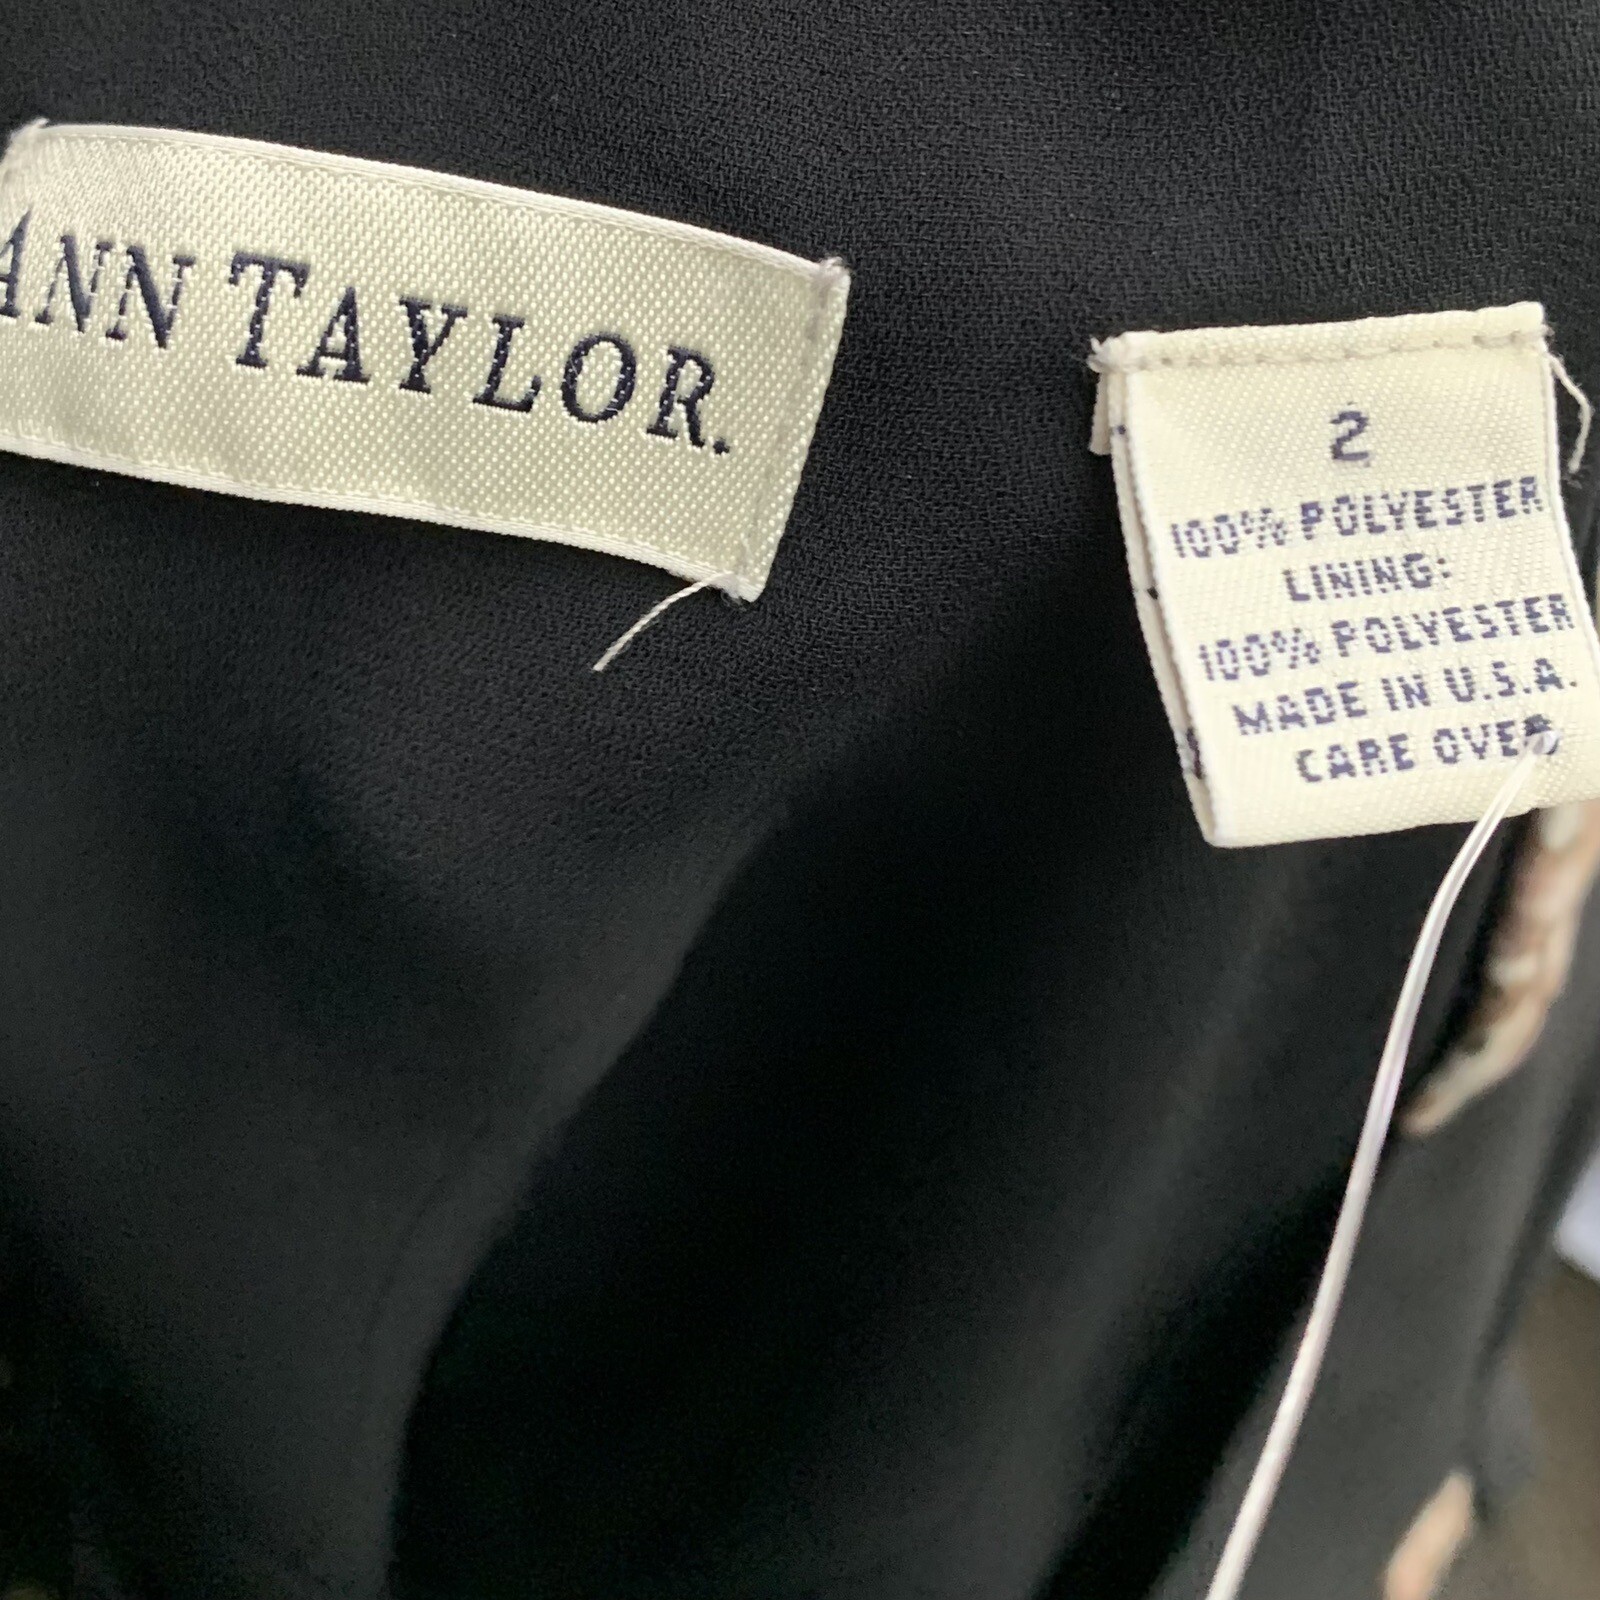 ANN TAYLOR.
2
100% POLYESTER
LINING:
100% POLYESTER
MADE IN U.S.A.
CARE OVER